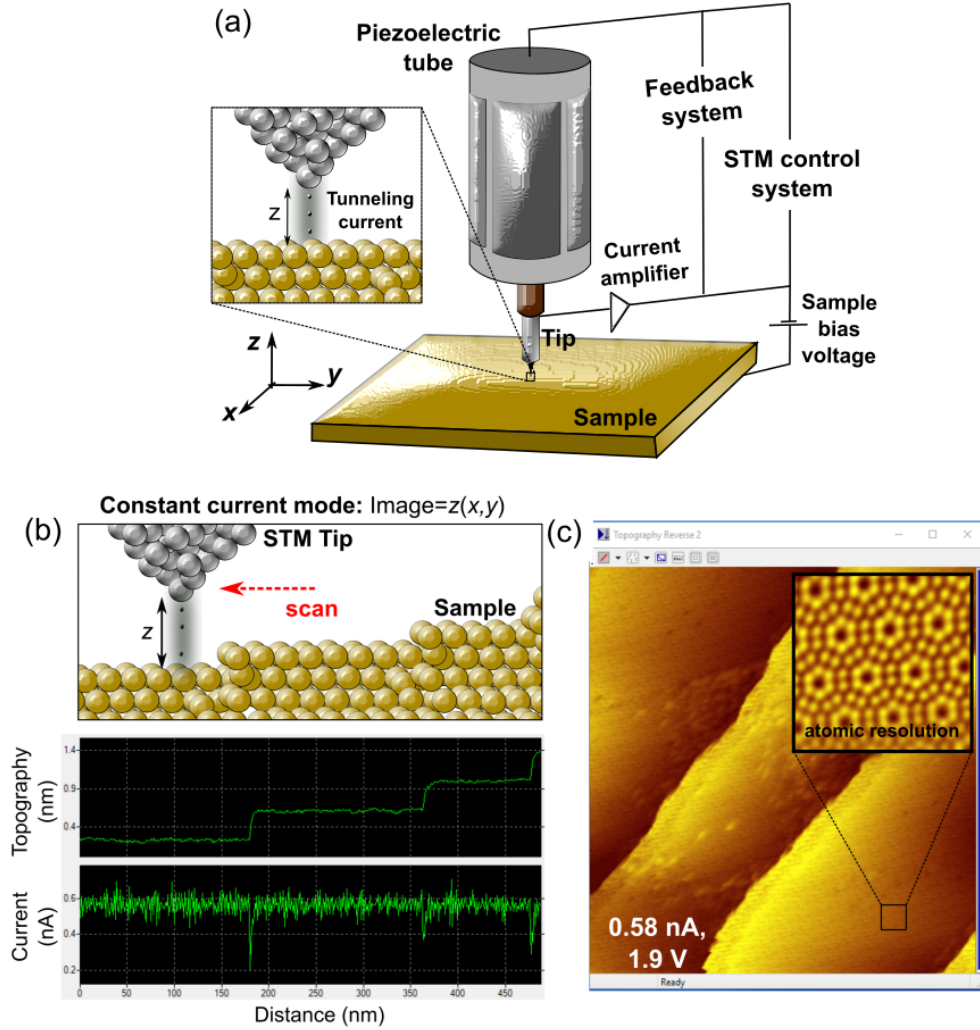 (a)
Piezoelectric
tube
Feedback
system
STM control
system
Tunneling
current
z
Current
amplifier
Sample
bias
voltage
Tip
Sample
z
y
x
Constant current mode: Image=z(x,y)
(b)
STM Tip
scan
Sample
z
Topography
(nm)
1.4
0.9
0.4
Current
(nA)
0.6
0.4
0.2
0 50 100 150 200 250 300 350 400 450
Distance (nm)
(c)
Topography Reverse 2
atomic resolution
0.58 nA,
1.9 V
Ready